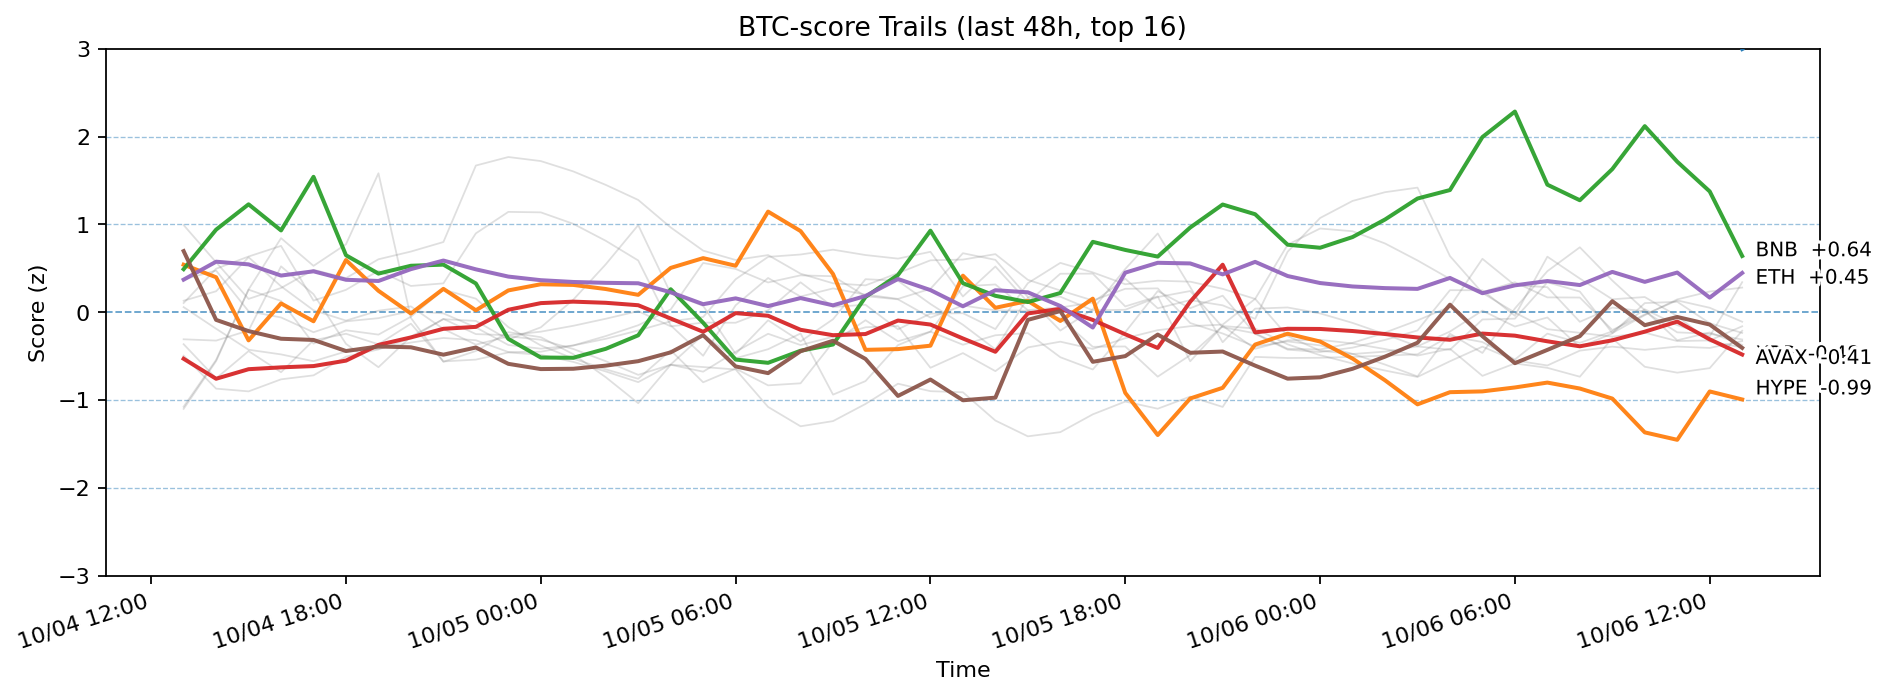 BTC-score Trails (last 48h, top 16)
Score (z)
3
2
1
0
−1
−2
−3
BNB +0.64
ETH +0.45
AVAX -0.41
HYPE -0.99
10/04 12:00
10/04 18:00
10/05 00:00
10/05 06:00
10/05 12:00
10/05 18:00
10/06 00:00
10/06 06:00
10/06 12:00
Time